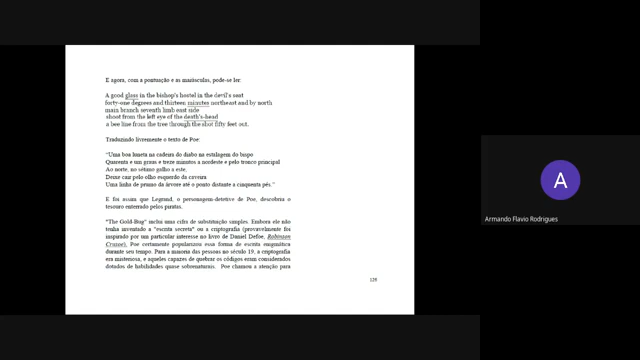 E agora, com a pontuação e as maiúsculas, pode-se ler:
A good glass in the bishop's hostel in the devil's seat
forty-one degrees and thirteen minutes northeast and by north
main branch seventh limb east side
shoot from the left eye of the death's-head
a bee line from the tree through the shot fifty feet out.
Traduzindo livremente o texto de Poe:
"Uma boa luneta na cadeira do diabo na estalagem do bispo
Quarenta e um graus e treze minutos a nordeste e pelo tronco principal
Ao norte, no sétimo galho a este,
Deixe cair pelo olho esquerdo da caveira
Uma linha de prumo da árvore até o ponto distante a cinquenta pés."
E foi assim que Legrand, o personagem-detetive de Poe, descobrira o
tesouro enterrado pelos piratas.
"The Gold-Bug" inclui uma cifra de substituição simples. Embora ele não
tenha inventado a "escrita secreta" ou a criptografia (provavelmente foi
inspirado por um particular interesse no livro de Daniel Defoe, Robinson
Crusoe), Poe certamente popularizou essa forma de escrita enigmática
durante seu tempo. Para a maioria das pessoas no século 19, a criptografia
era misteriosa, e aqueles capazes de quebrar os códigos eram considerados
dotados de habilidades quase sobrenaturais. Poe chamou a atenção para
A
Armando Flavio Rodrigues